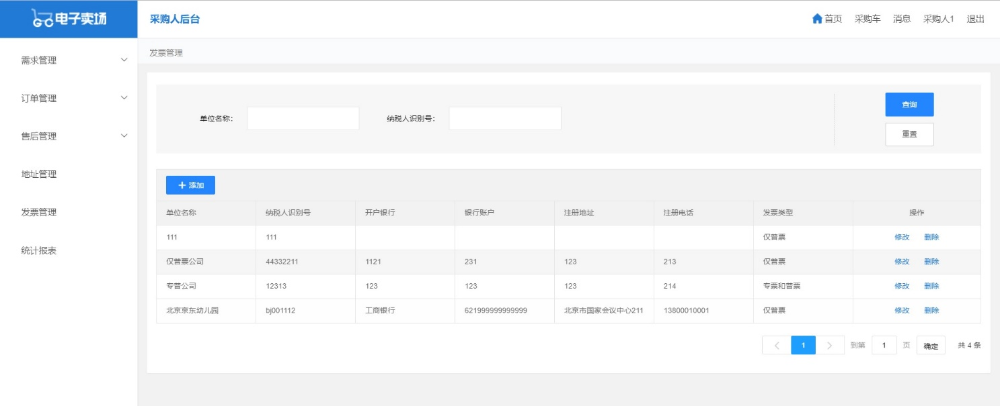 电子卖场
采购人后台
首页 采购车 消息 采购人1 退出
需求管理
订单管理
售后管理
地址管理
发票管理
统计报表
发票管理
单位名称： 纳税人识别号： 查询
重置
+ 添加
单位名称 纳税人识别号 开户银行 银行账户 注册地址 注册电话 发票类型 操作
111 111 仅普票 修改 删除
仅普票公司 44332211 1121 231 123 213 仅普票 修改 删除
专普公司 12313 123 123 123 214 专票和普票 修改 删除
北京京东幼儿园 bj001112 工商银行 621999999999999 北京市国家会议中心211 13800010001 仅普票 修改 删除
1 到第 1 页 确定 共 4 条